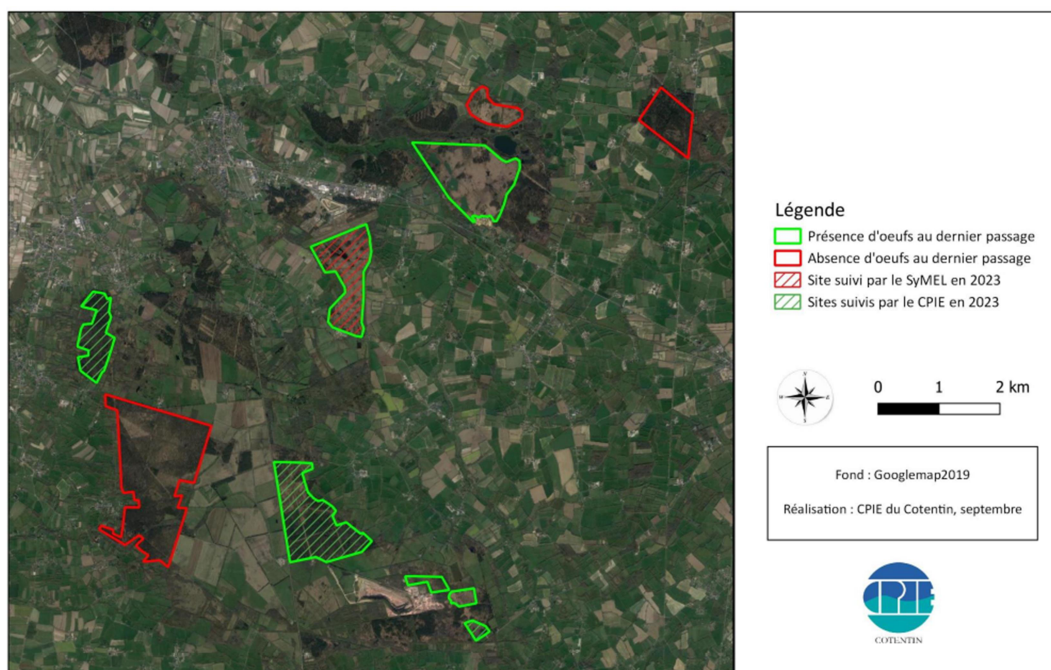 Légende
Présence d'oeufs au dernier passage
Absence d'oeufs au dernier passage
Site suivi par le SyMEL en 2023
Sites suivis par le CPIE en 2023
N
W
E
S
0 1 2 km
Fond : Googlemap2019
Réalisation : CPIE du Cotentin, septembre
CPIE
COTENTIN